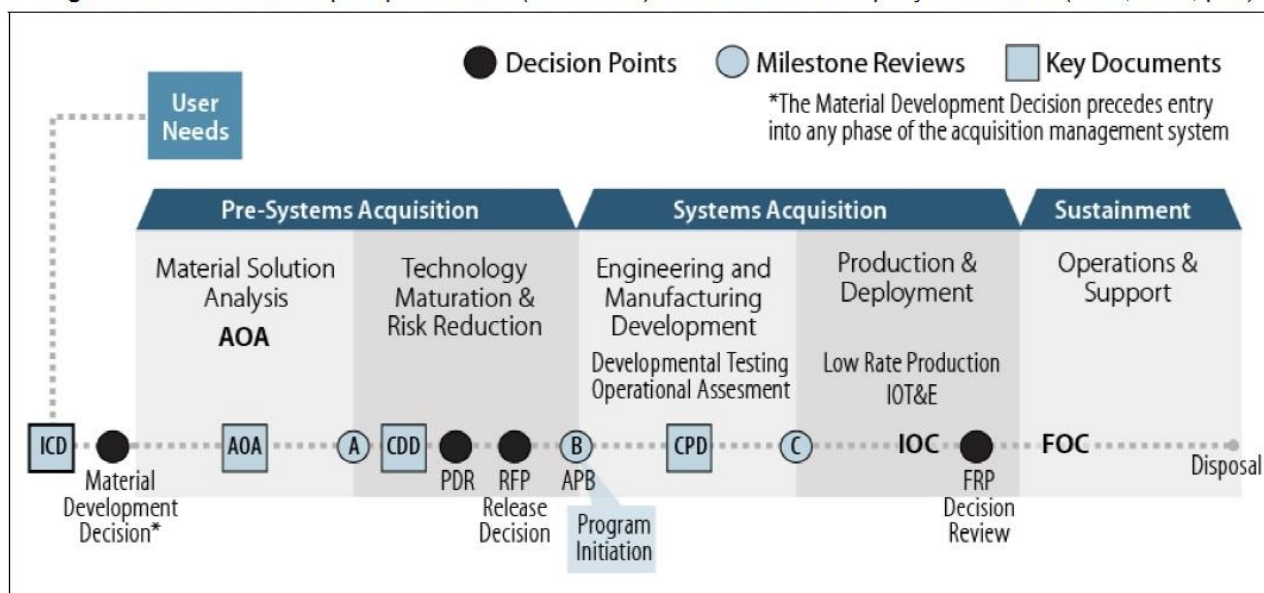 Decision Points
Milestone Reviews
Key Documents
*The Material Development Decision precedes entry
into any phase of the acquisition management system
User
Needs
Pre-Systems Acquisition
Systems Acquisition
Sustainment
Material Solution
Analysis
AOA
Technology
Maturation &
Risk Reduction
Engineering and
Manufacturing
Development
Developmental Testing
Operational Assesment
Production &
Deployment
Low Rate Production
IOT&E
Operations &
Support
ICD
Material
Development
Decision*
AOA
A
CDD
PDR
RFP
Release
Decision
B
APB
Program
Initiation
CPD
C
IOC
FRP
Decision
Review
FOC
Disposal